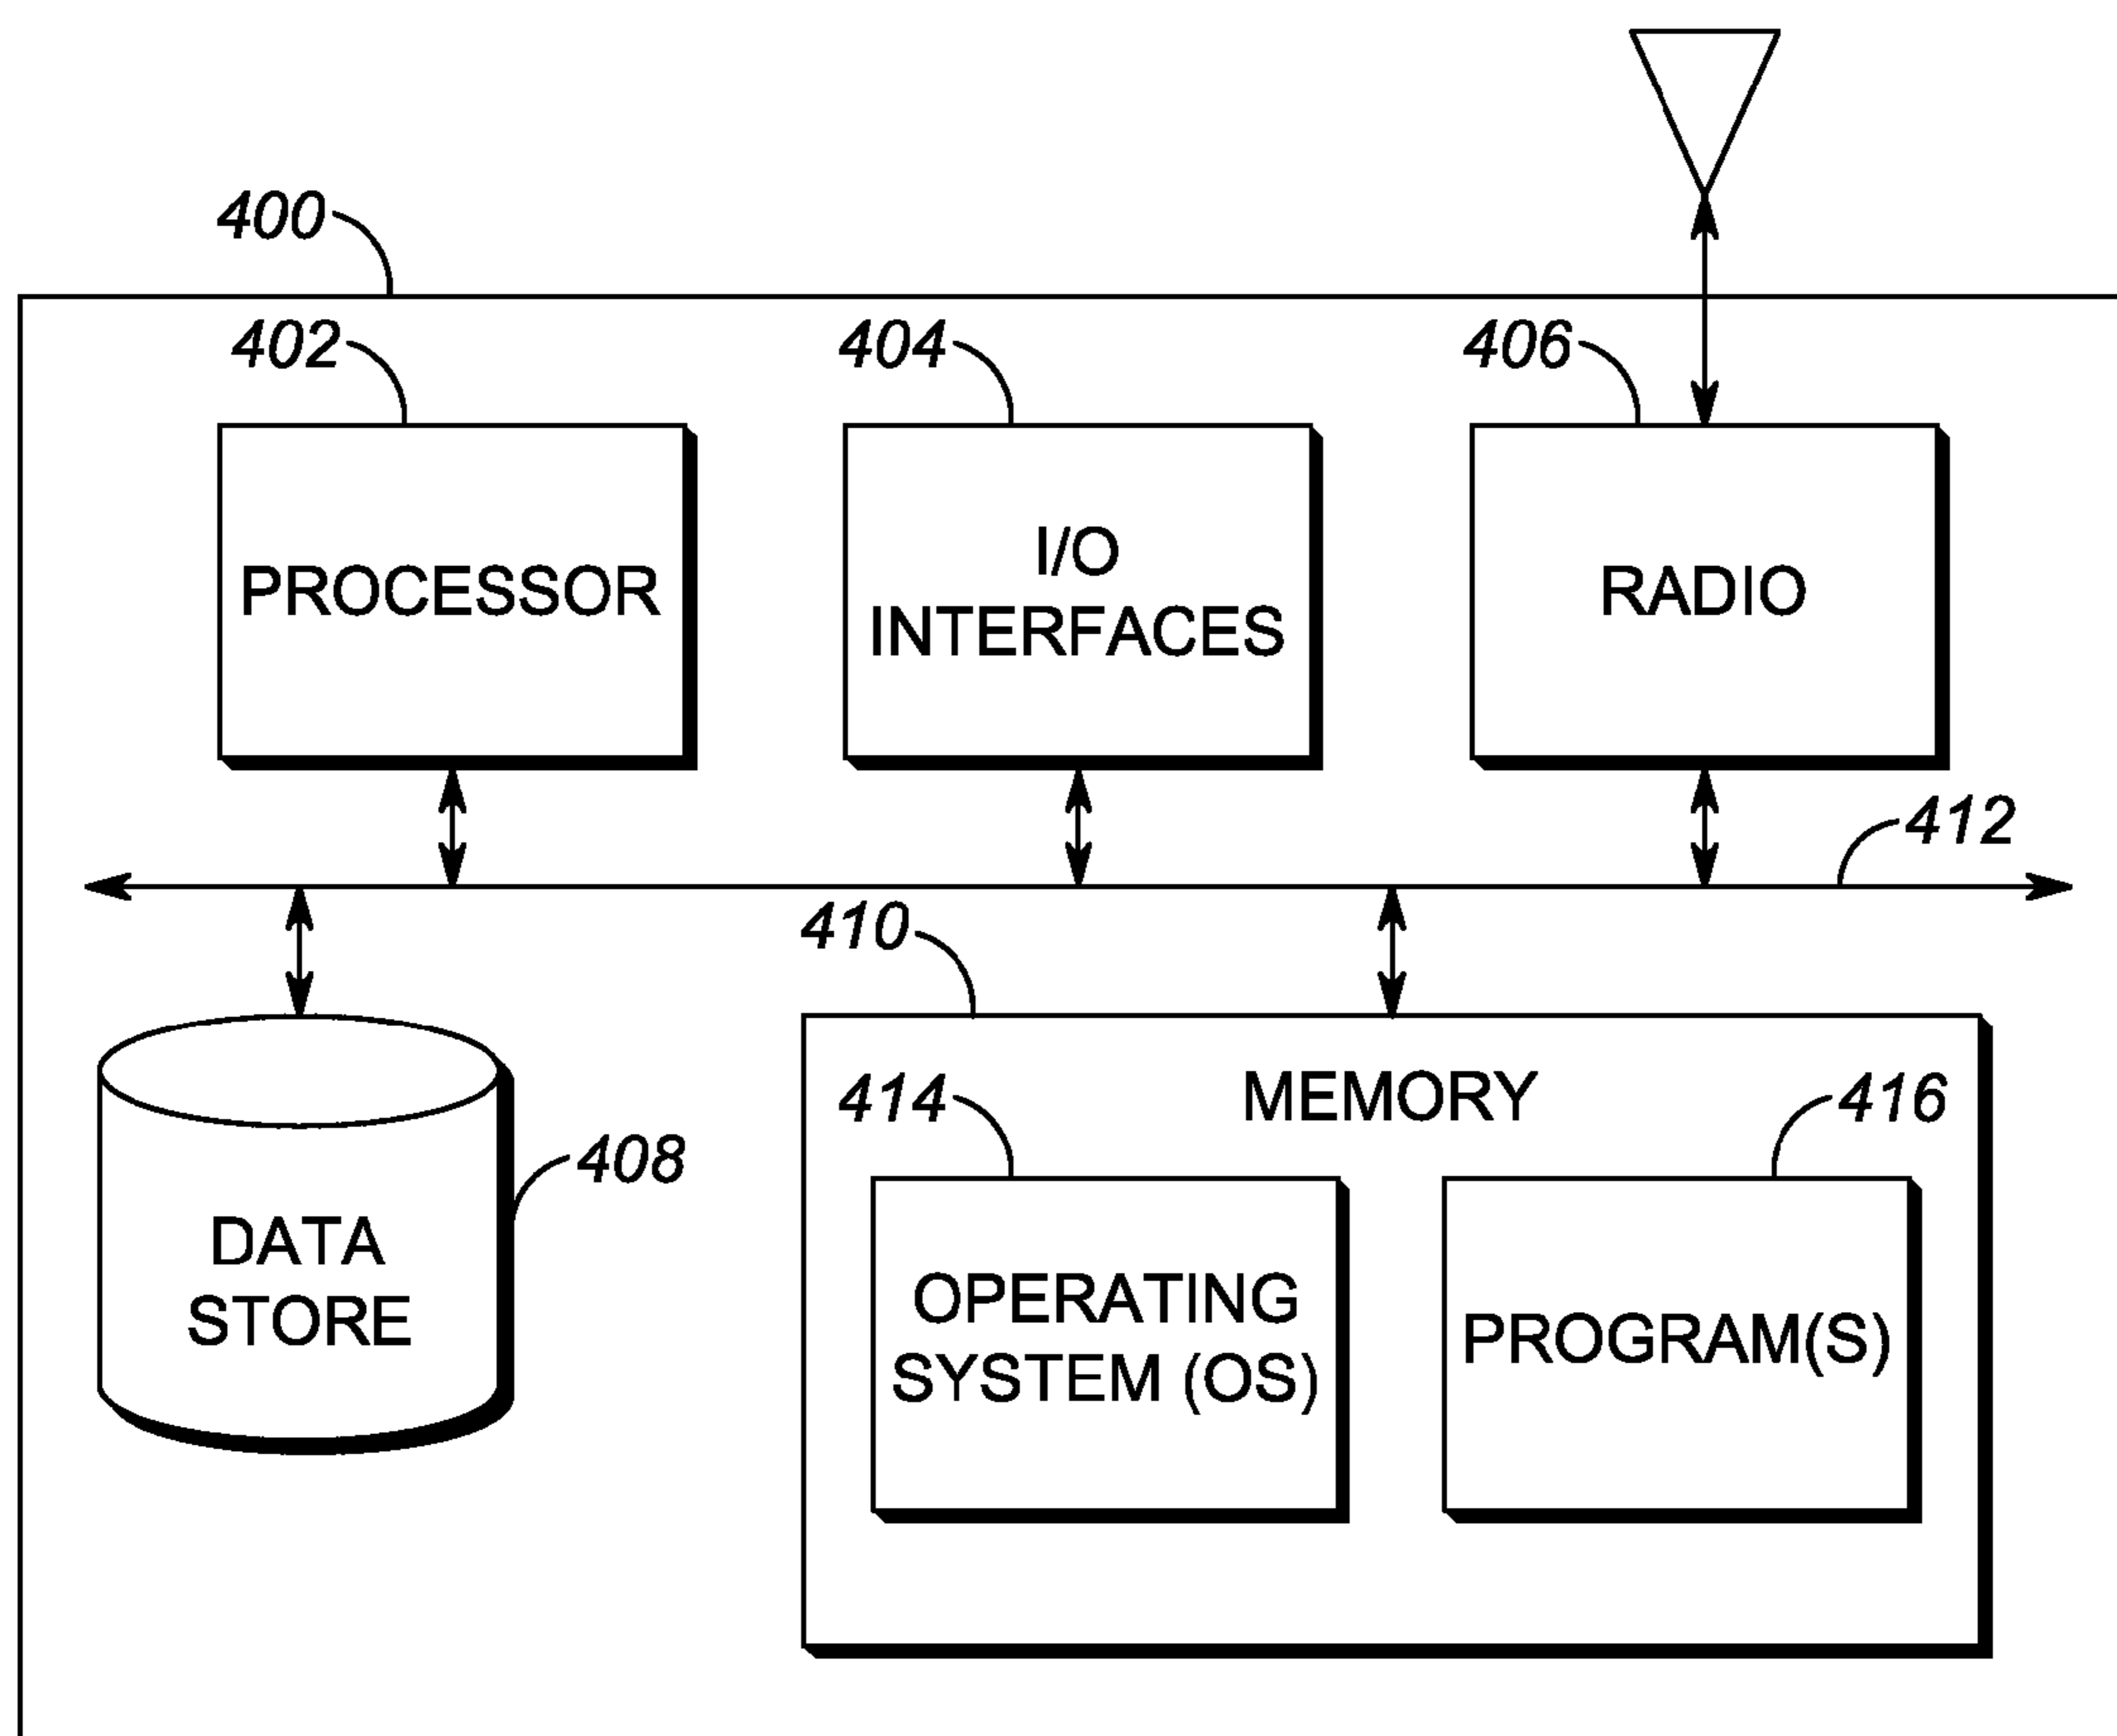 400
402
404
406
PROCESSOR
I/O
INTERFACES
RADIO
412
410
414
MEMORY
416
408
DATA
STORE
OPERATING
SYSTEM (OS)
PROGRAM(S)